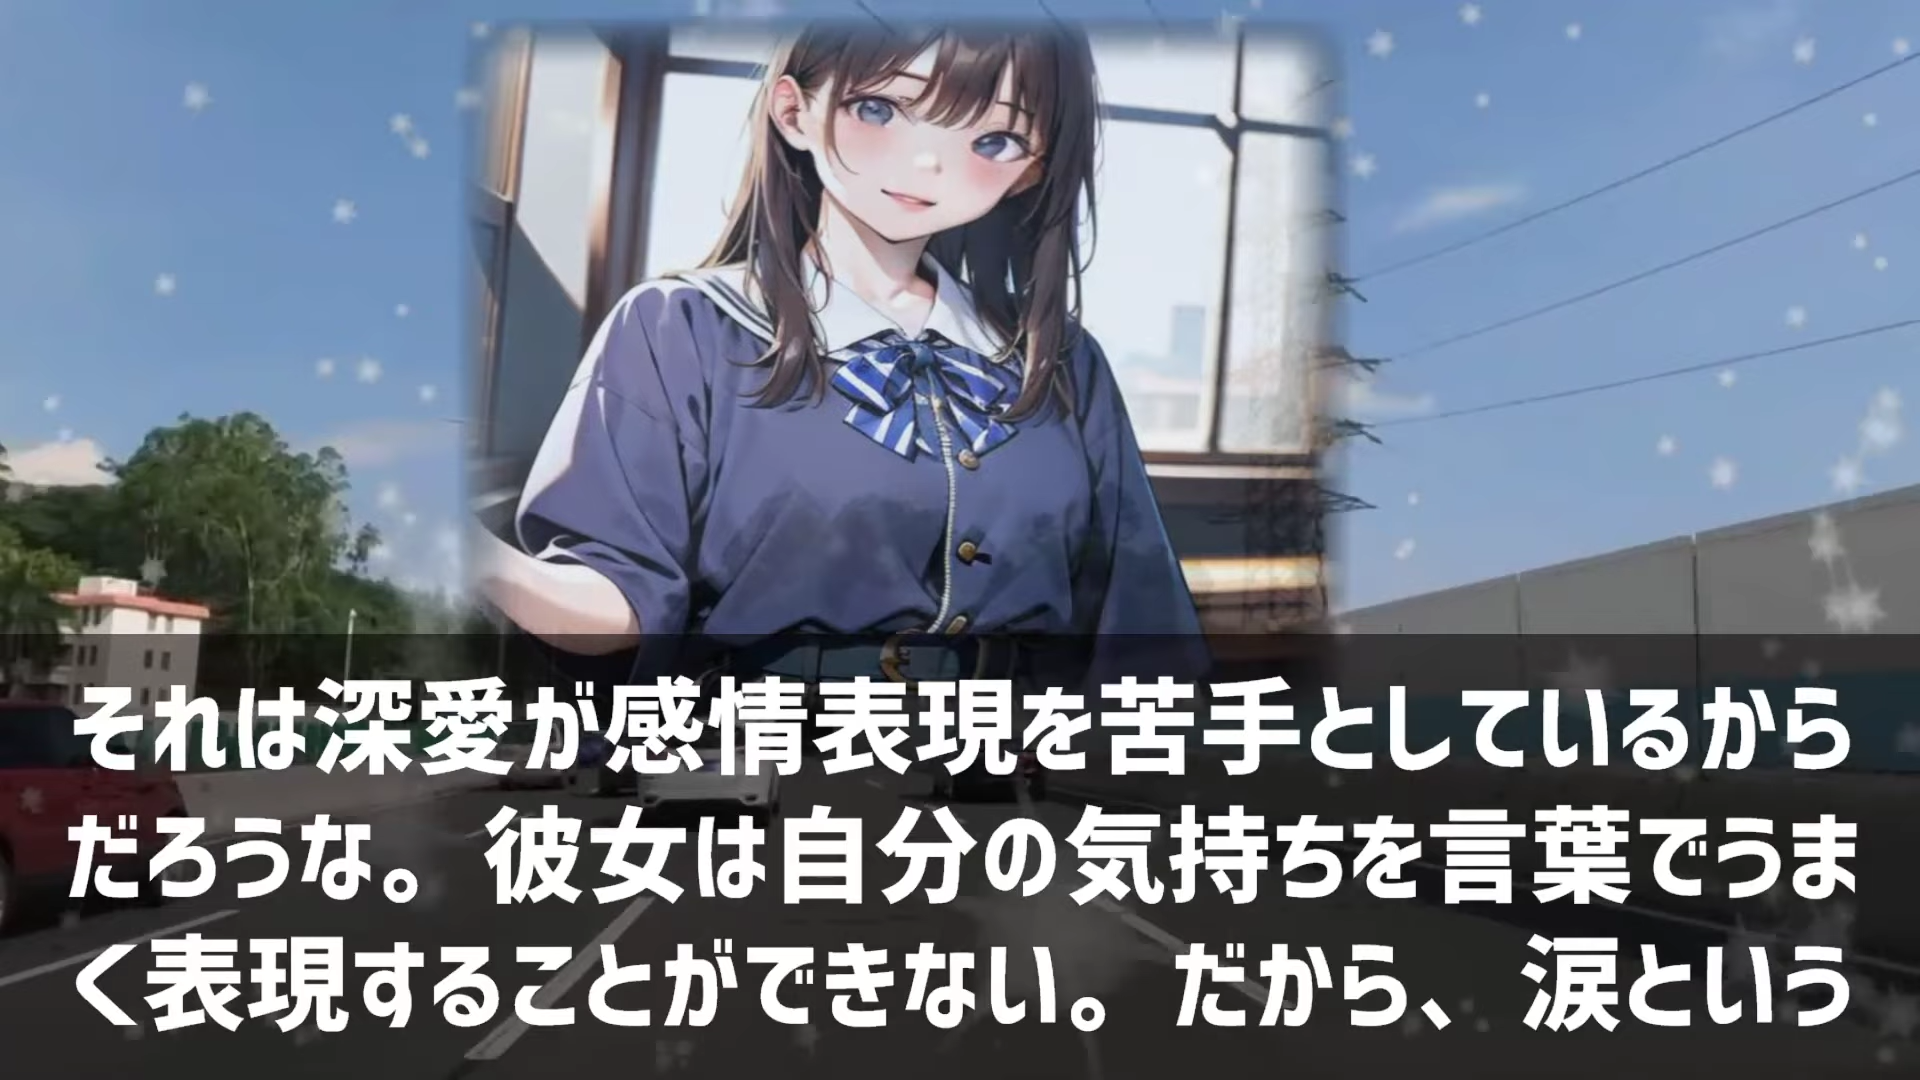 それは深愛が感情表現を苦手としているから
だろうな。彼女は自分の気持ちを言葉でうま
く表現することができない。だから、涙という